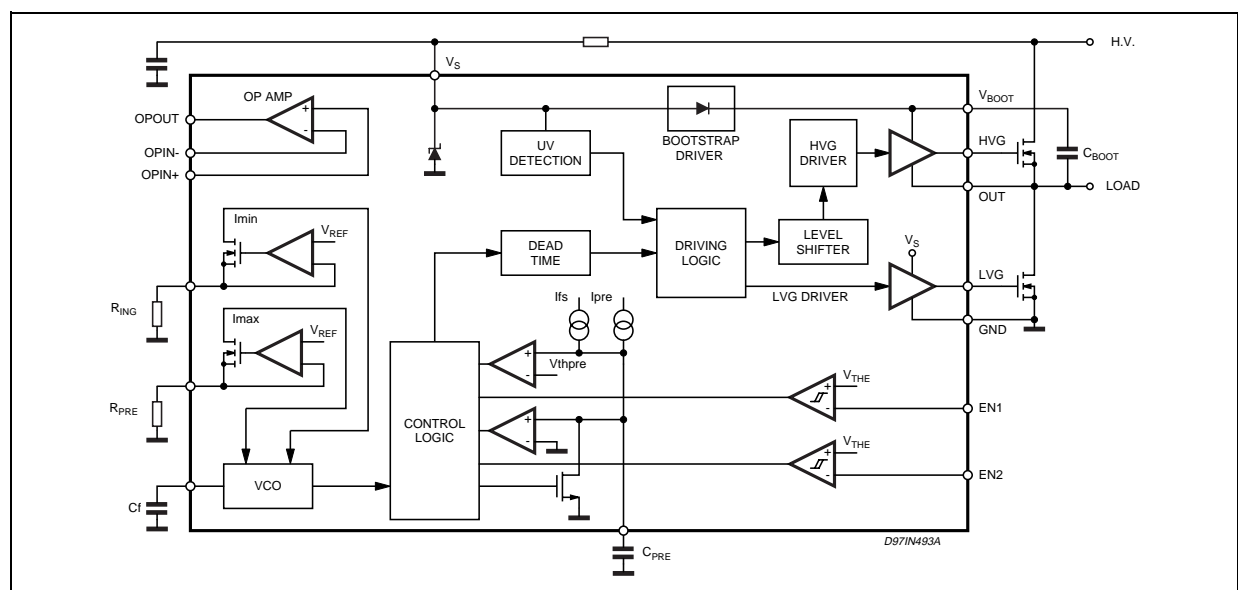 H.V.
VS
OP AMP
VBOOT
OPOUT
+
-
BOOTSTRAP
DRIVER
UV
DETECTION
HVG
DRIVER
HVG
CBOOT
OPIN-
OPIN+
OUT
LOAD
Imin
VREF
DEAD
TIME
DRIVING
LOGIC
LEVEL
SHIFTER
VS
LVG
LVG DRIVER
RING
Ifs
Ipre
GND
Imax
VREF
+
Vthpre
-
VTHE
+
-
EN1
RPRE
CONTROL
LOGIC
+
-
VTHE
+
-
EN2
VCO
Cf
D97IN493A
CPRE